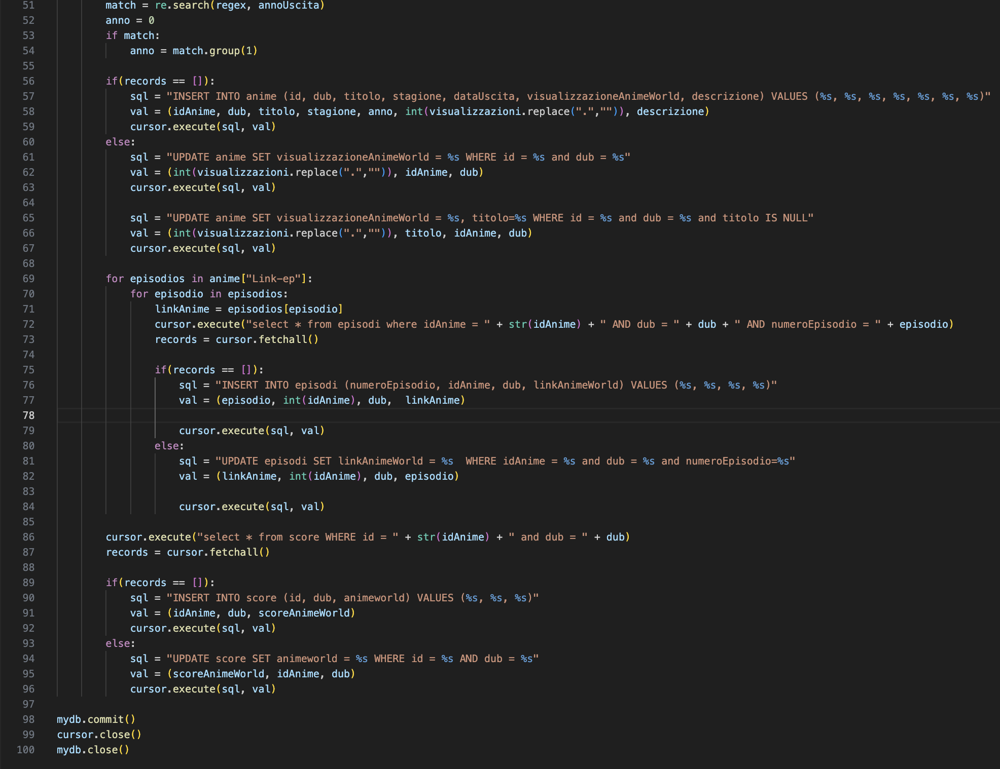 51 match = re.search(regex, annoUscita)
52 anno = 0
53 if match:
54 anno = match.group(1)
55
56 if(records == []):
57 sql = "INSERT INTO anime (id, dub, titolo, stagione, dataUscita, visualizzazioneAnimeWorld, descrizione) VALUES (%s, %s, %s, %s, %s, %s, %s)"
58 val = (idAnime, dub, titolo, stagione, anno, int(visualizzazioni.replace(".","")), descrizione)
59 cursor.execute(sql, val)
60 else:
61 sql = "UPDATE anime SET visualizzazioneAnimeWorld = %s WHERE id = %s and dub = %s"
62 val = (int(visualizzazioni.replace(".","")), idAnime, dub)
63 cursor.execute(sql, val)
64
65 sql = "UPDATE anime SET visualizzazioneAnimeWorld = %s, titolo=%s WHERE id = %s and dub = %s and titolo IS NULL"
66 val = (int(visualizzazioni.replace(".","")), titolo, idAnime, dub)
67 cursor.execute(sql, val)
68
69 for episodios in anime["Link-ep"]:
70 for episodio in episodios:
71 linkAnime = episodios[episodio]
72 cursor.execute("select * from episodi where idAnime = " + str(idAnime) + " AND dub = " + dub + " AND numeroEpisodio = " + episodio)
73 records = cursor.fetchall()
74
75 if(records == []):
76 sql = "INSERT INTO episodi (numeroEpisodio, idAnime, dub, linkAnimeWorld) VALUES (%s, %s, %s, %s)"
77 val = (episodio, int(idAnime), dub,  linkAnime)
78
79 cursor.execute(sql, val)
80 else:
81 sql = "UPDATE episodi SET linkAnimeWorld = %s  WHERE idAnime = %s and dub = %s and numeroEpisodio=%s"
82 val = (linkAnime, int(idAnime), dub, episodio)
83
84 cursor.execute(sql, val)
85
86 cursor.execute("select * from score WHERE id = " + str(idAnime) + " and dub = " + dub)
87 records = cursor.fetchall()
88
89 if(records == []):
90 sql = "INSERT INTO score (id, dub, animeworld) VALUES (%s, %s, %s)"
91 val = (idAnime, dub, scoreAnimeWorld)
92 cursor.execute(sql, val)
93 else:
94 sql = "UPDATE score SET animeworld = %s WHERE id = %s AND dub = %s"
95 val = (scoreAnimeWorld, idAnime, dub)
96 cursor.execute(sql, val)
97
98 mydb.commit()
99 cursor.close()
100 mydb.close()